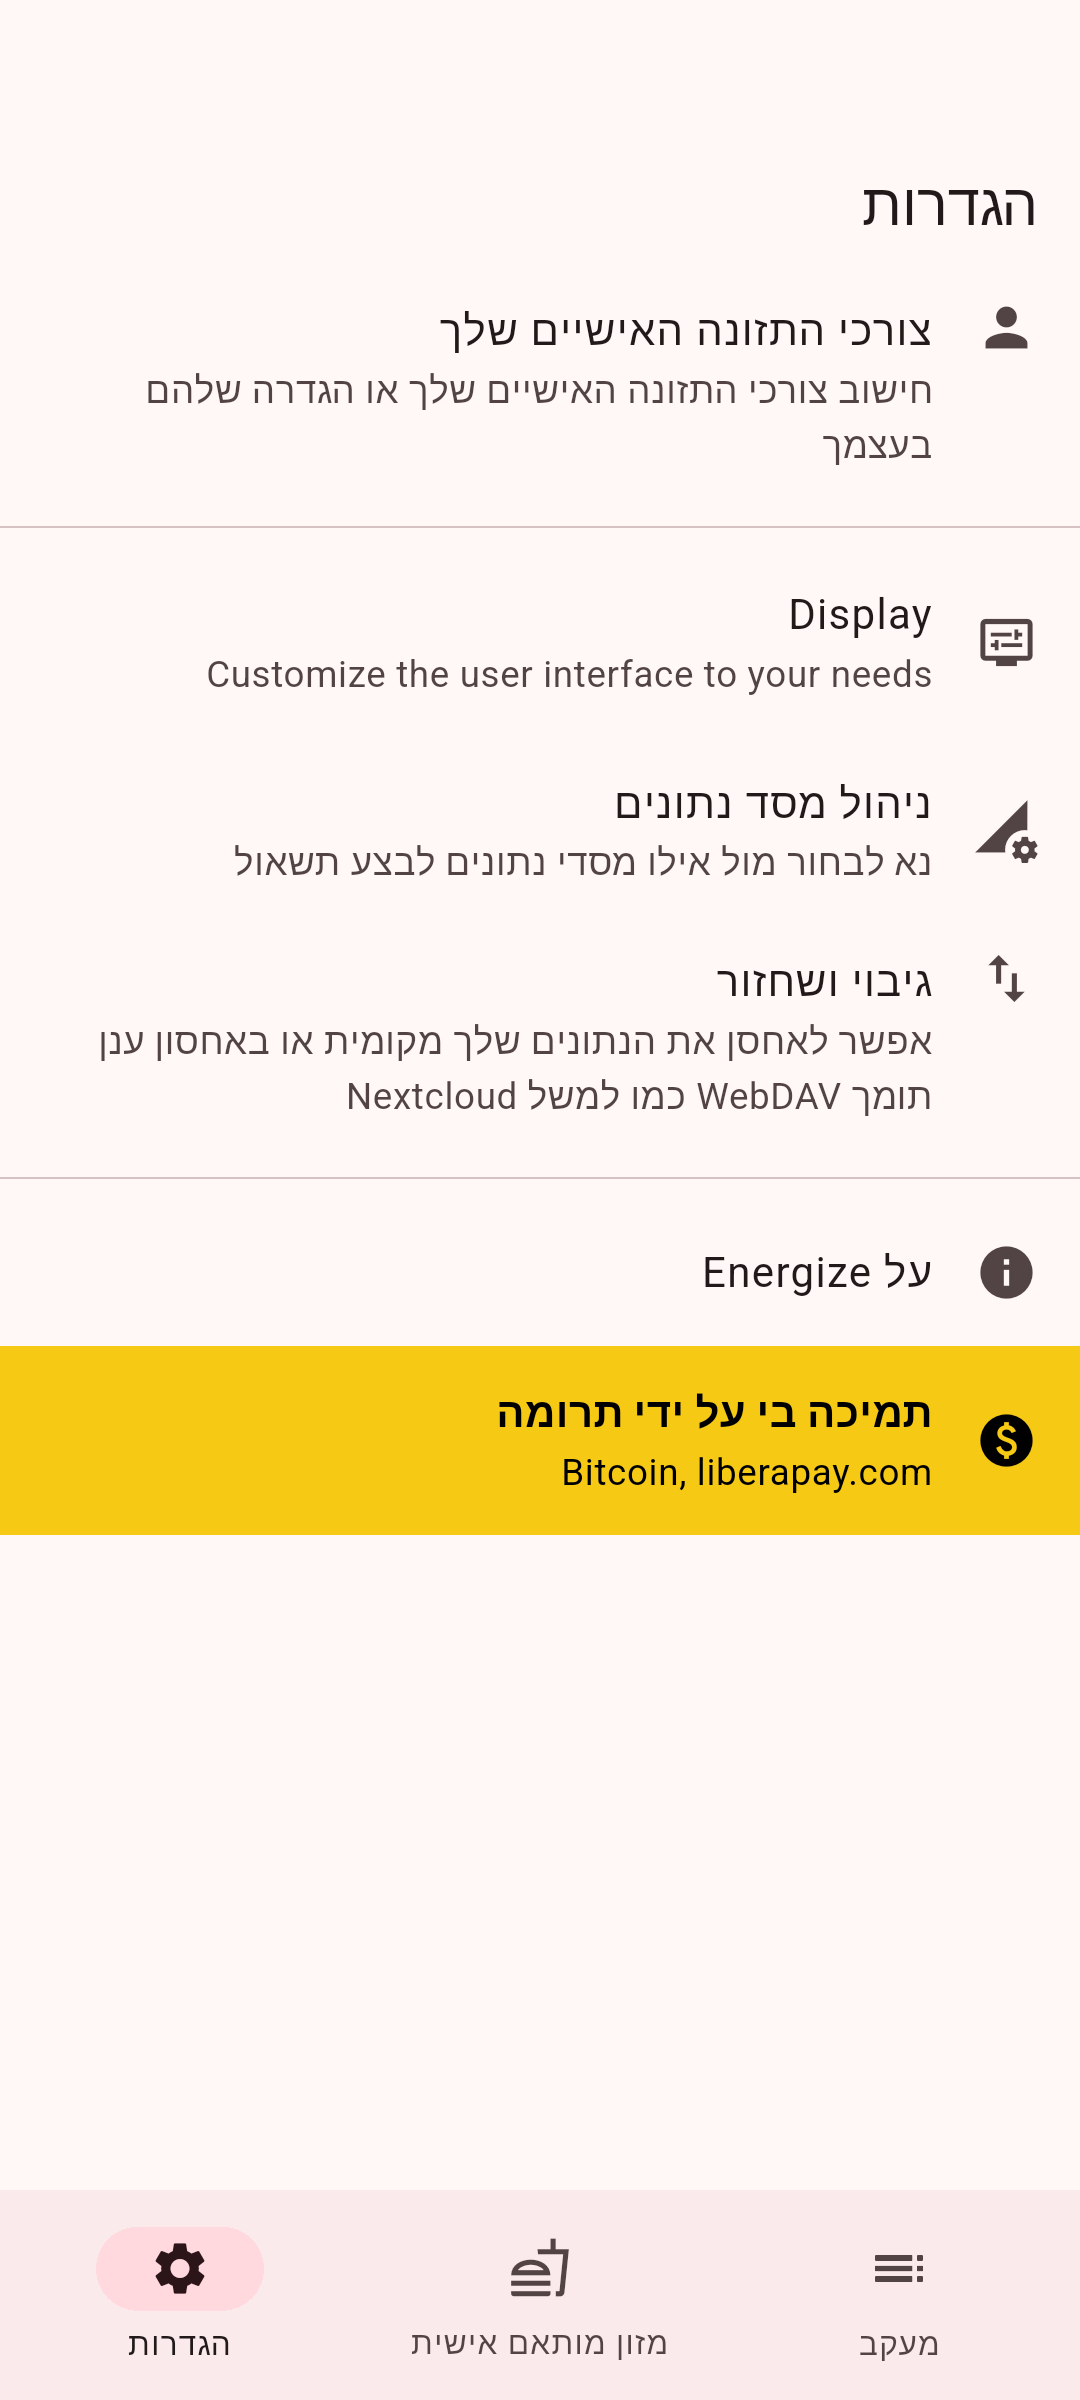 הגדרות
צורכי התזונה האישיים שלך
חישוב צורכי התזונה האישיים שלך או הגדרה שלהם
בעצמך
Display
Customize the user interface to your needs
ניהול מסד נתונים
נא לבחור מול אילו מסדי נתונים לבצע תשאול
גיבוי ושחזור
אפשר לאחסן את הנתונים שלך מקומית או באחסון ענן
תומך WebDAV כמו למשל Nextcloud
על Energize
תמיכה בי על ידי תרומה
Bitcoin, liberapay.com
מעקב
מזון מותאם אישית
הגדרות